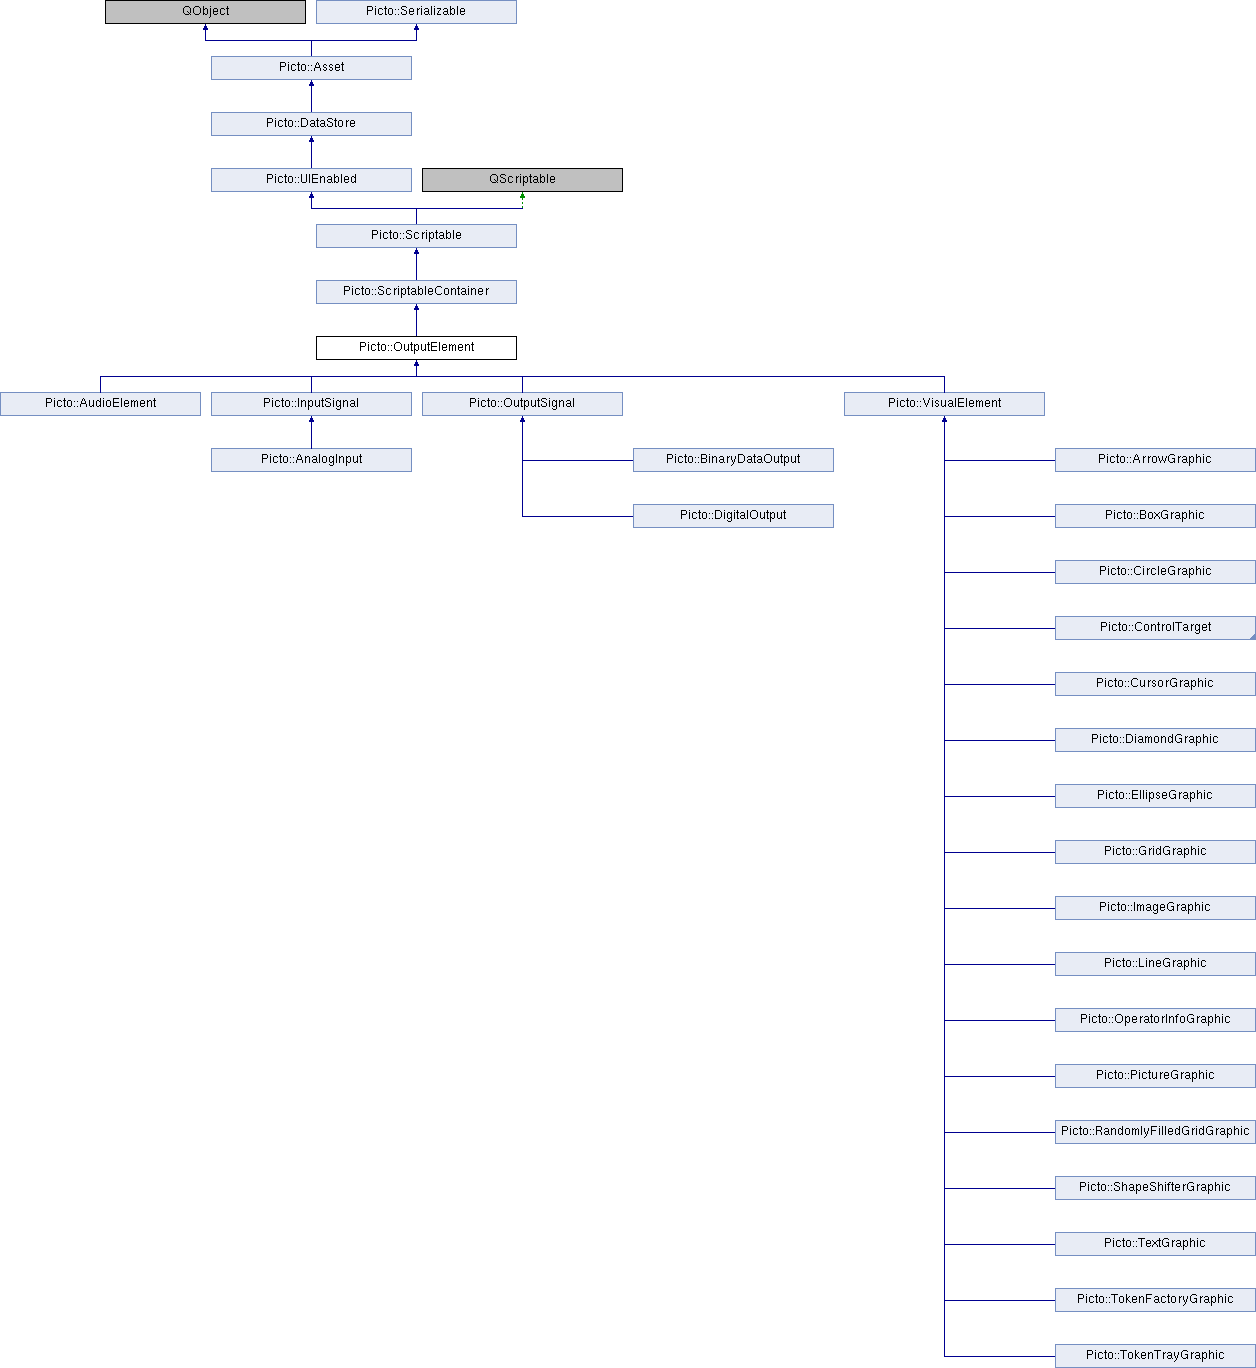 QObject
Picto::Serializable
Picto::Asset
Picto::DataStore
Picto::UIEnabled
QScriptable
Picto::Scriptable
Picto::ScriptableContainer
Picto::OutputElement
Picto::AudioElement
Picto::InputSignal
Picto::OutputSignal
Picto::VisualElement
Picto::AnalogInput
Picto::BinaryDataOutput
Picto::ArrowGraphic
Picto::DigitalOutput
Picto::BoxGraphic
Picto::CircleGraphic
Picto::ControlTarget
Picto::CursorGraphic
Picto::DiamondGraphic
Picto::EllipseGraphic
Picto::GridGraphic
Picto::ImageGraphic
Picto::LineGraphic
Picto::OperatorInfoGraphic
Picto::PictureGraphic
Picto::RandomlyFilledGridGraphic
Picto::ShapeShifterGraphic
Picto::TextGraphic
Picto::TokenFactoryGraphic
Picto::TokenTrayGraphic